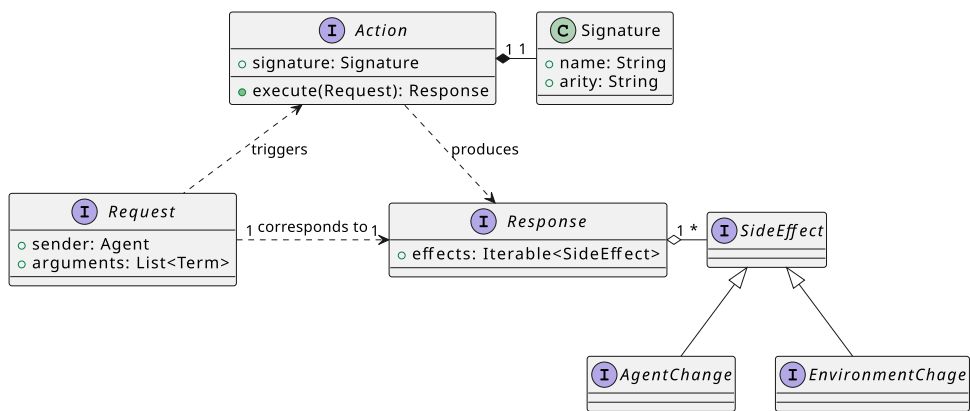 I Action
+ signature: Signature
+ execute(Request): Response
1 1
C Signature
+ name: String
+ arity: String
triggers
produces
I Request
+ sender: Agent
+ arguments: List<Term>
1 corresponds to 1
I Response
+ effects: Iterable<SideEffect>
1 *
I SideEffect
I AgentChange
I EnvironmentChage